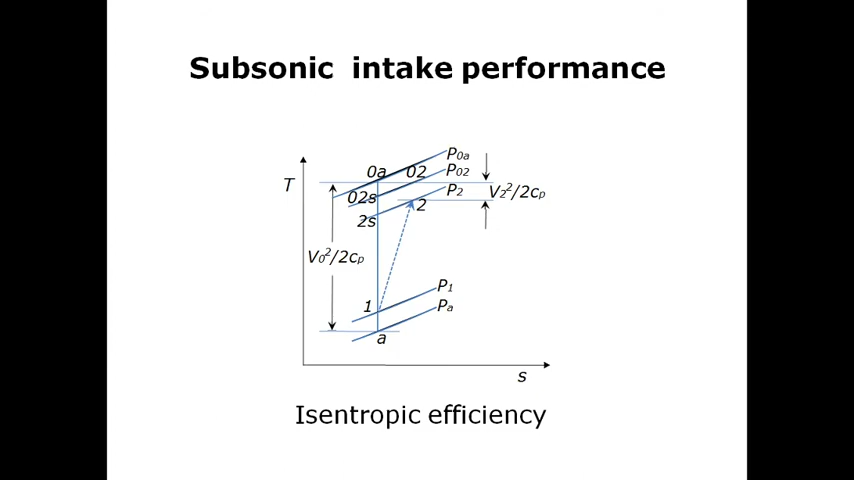 Subsonic intake performance
P0a
0a 02
P02
T
V2²/2cp
P2
02s
2
2s
V0²/2cp
P1
1
Pa
a
s
Isentropic efficiency